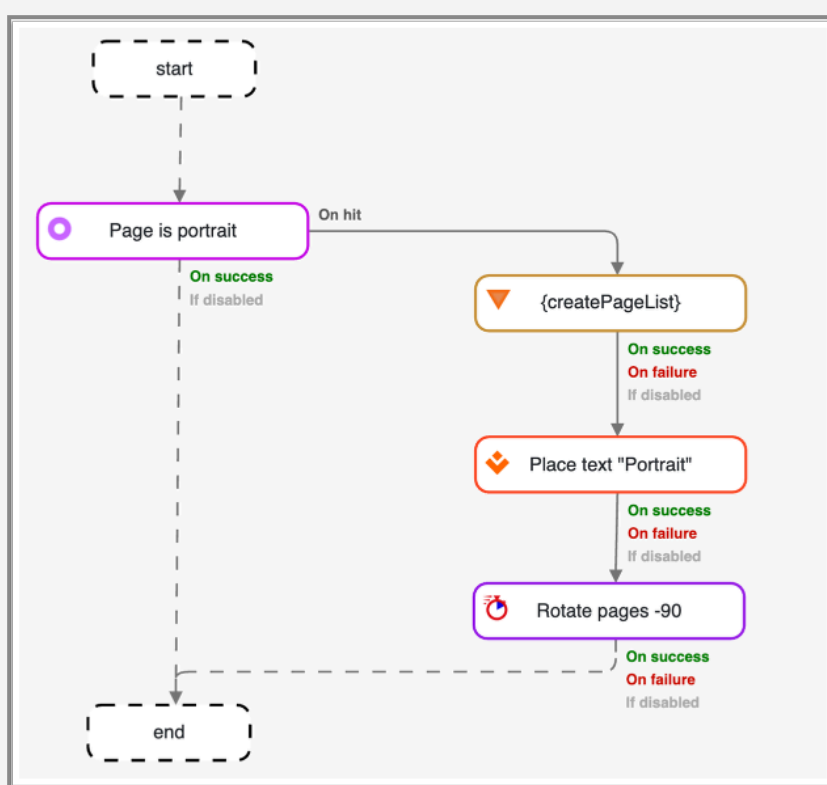 start
Page is portrait
On hit
On success
If disabled
{createPageList}
On success
On failure
If disabled
Place text "Portrait"
On success
On failure
If disabled
Rotate pages -90
On success
On failure
If disabled
end